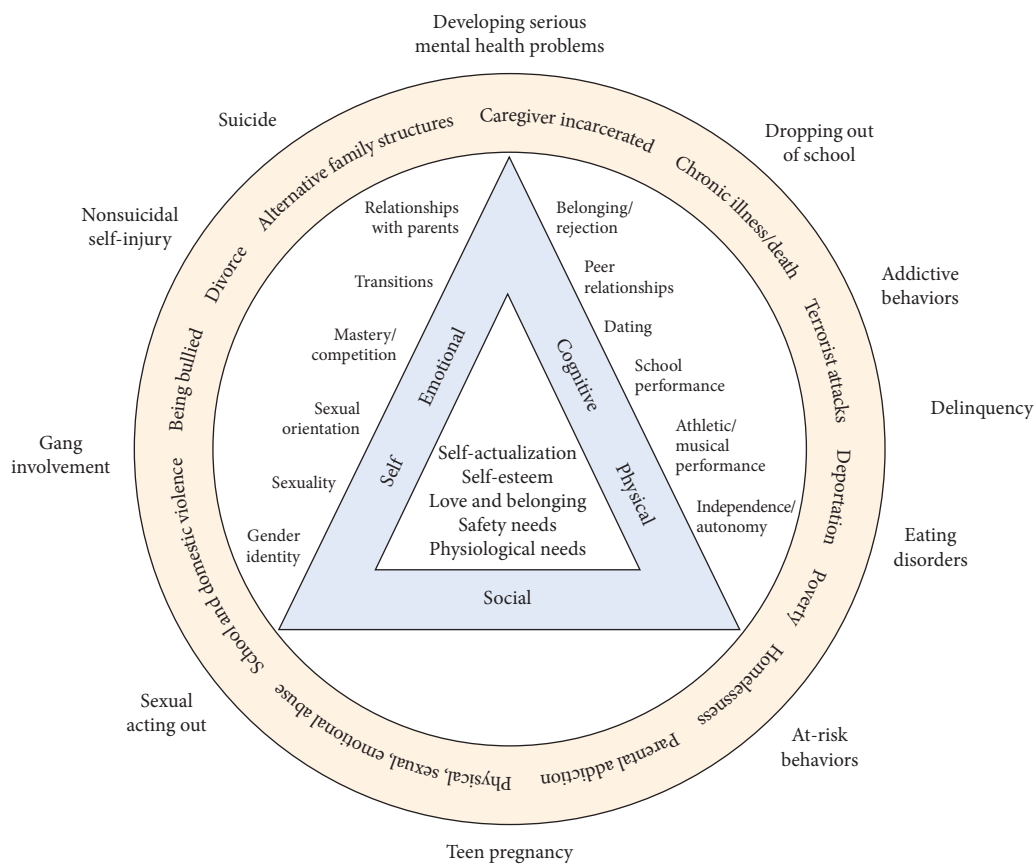 Developing serious
mental health problems
Suicide
Dropping out
of school
Nonsuicidal
self-injury
Addictive
behaviors
Delinquency
Gang
involvement
Eating
disorders
Sexual
acting out
At-risk
behaviors
Teen pregnancy
Caregiver incarcerated
Chronic illness/death
Terrorist attacks
Deportation
Poverty
Homelessness
Parental addiction
Physical, sexual, emotional abuse
School and domestic violence
Being bullied
Divorce
Alternative family structures
Relationships
with parents
Transitions
Mastery/
competition
Sexual
orientation
Sexuality
Gender
identity
Belonging/
rejection
Peer
relationships
Dating
School
performance
Athletic/
musical
performance
Independence/
autonomy
Emotional
Self
Cognitive
Physical
Social
Self-actualization
Self-esteem
Love and belonging
Safety needs
Physiological needs